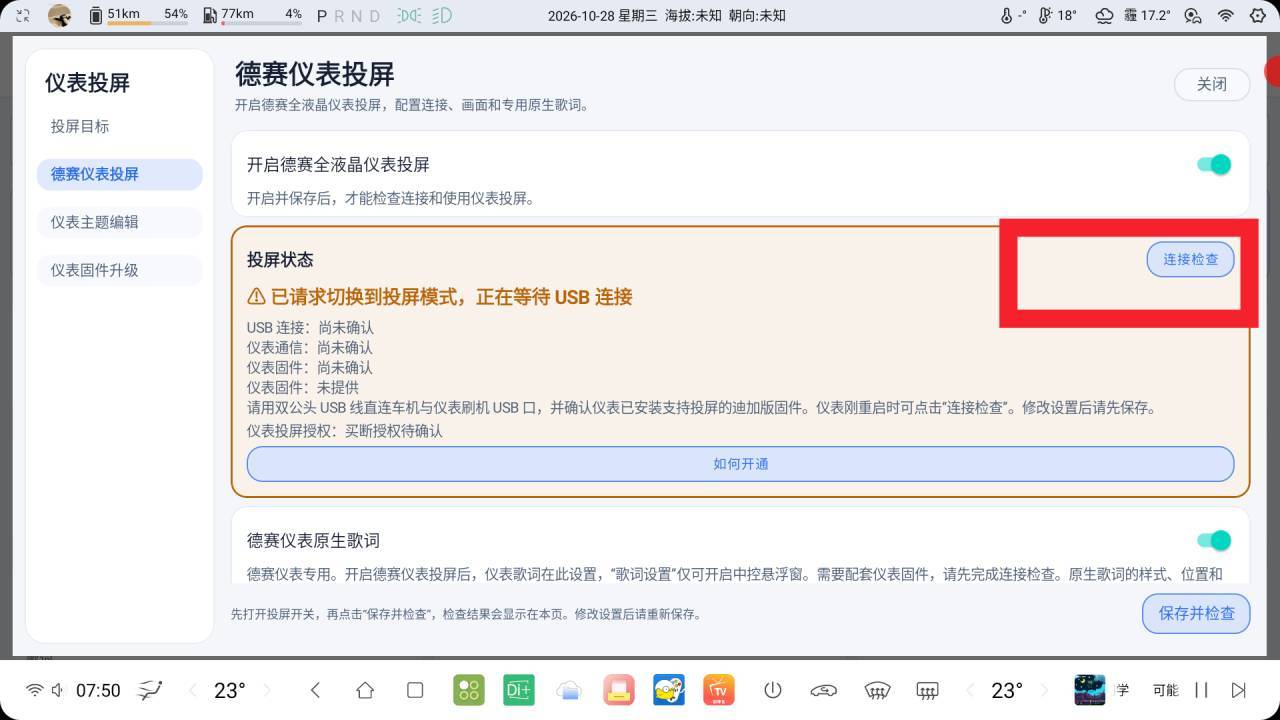 51km 54% 77km 4% P R N D 2026-10-28 星期三 海拔:未知 朝向:未知 -° 18° 霾 17.2°
仪表投屏
投屏目标
德赛仪表投屏
仪表主题编辑
仪表固件升级
德赛仪表投屏
开启德赛全液晶仪表投屏，配置连接、画面和专用原生歌词。
关闭
开启德赛全液晶仪表投屏
开启并保存后，才能检查连接和使用仪表投屏。
投屏状态
连接检查
已请求切换到投屏模式，正在等待 USB 连接
USB 连接：尚未确认
仪表通信：尚未确认
仪表固件：尚未确认
仪表固件：未提供
请用双公头 USB 线直连车机与仪表刷机 USB 口，并确认仪表已安装支持投屏的迪加版固件。仪表刚重启时可点击“连接检查”。修改设置后请先保存。
仪表投屏授权：买断授权待确认
如何开通
德赛仪表原生歌词
德赛仪表专用。开启德赛仪表投屏后，仪表歌词在此设置，“歌词设置”仅可开启中控悬浮窗。需要配套仪表固件，请先完成连接检查。原生歌词的样式、位置和
先打开投屏开关，再点击“保存并检查”，检查结果会显示在本页。修改设置后请重新保存。
保存并检查
07:50 23° Di+ TV 23° 学 可能